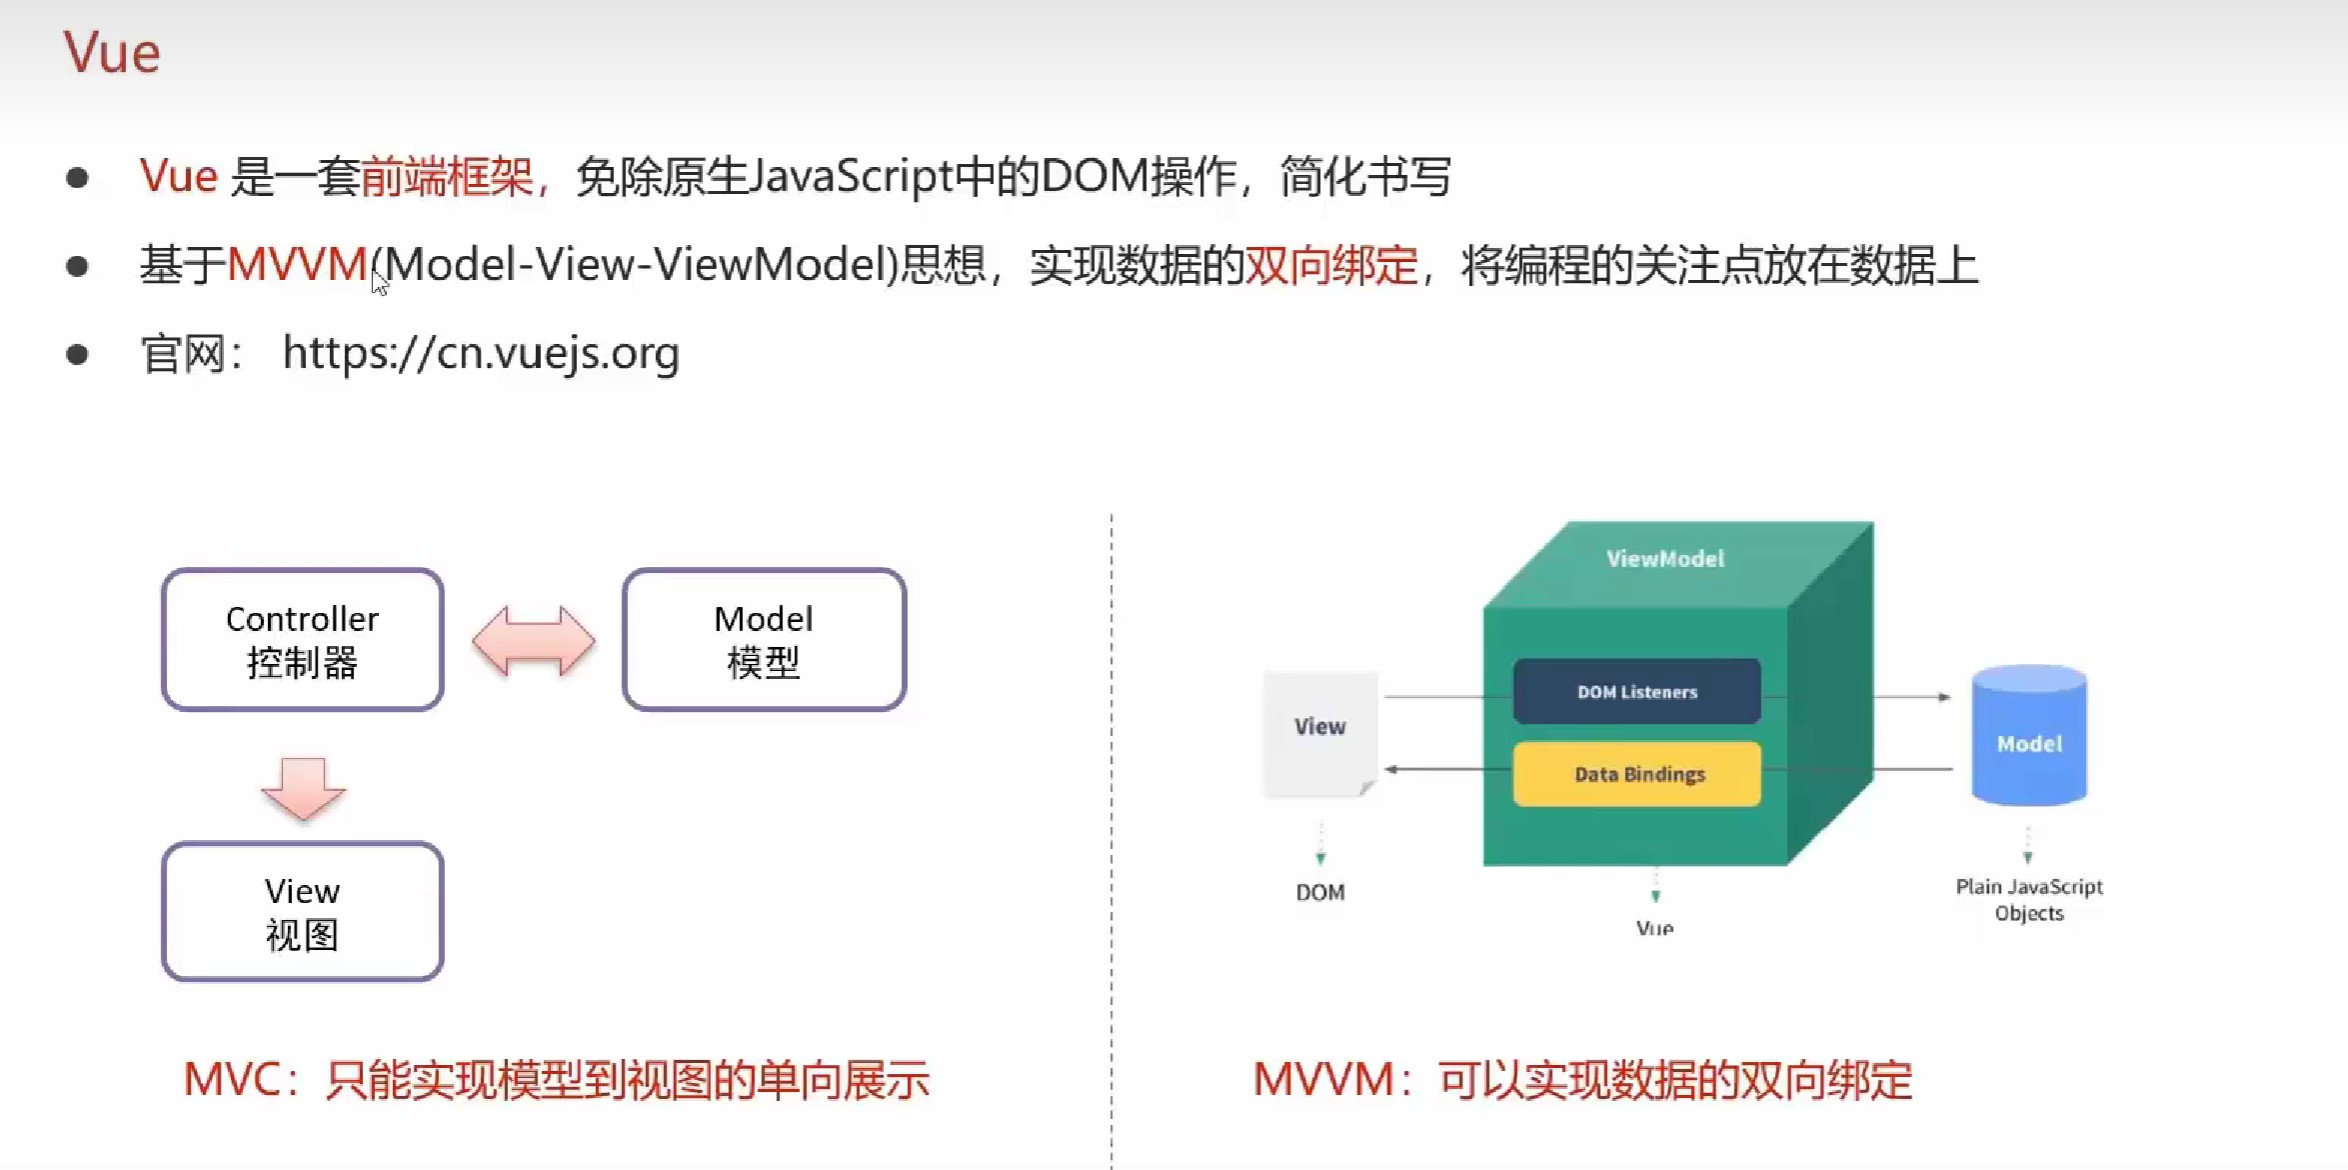 Vue
Vue 是一套前端框架，免除原生JavaScript中的DOM操作，简化书写
基于MVVM(Model-View-ViewModel)思想，实现数据的双向绑定，将编程的关注点放在数据上
官网： https://cn.vuejs.org
Controller
控制器
Model
模型
View
视图
MVC：只能实现模型到视图的单向展示
ViewModel
DOM Listeners
View
Data Bindings
Model
DOM
Vue
Plain JavaScript
Objects
MVVM：可以实现数据的双向绑定